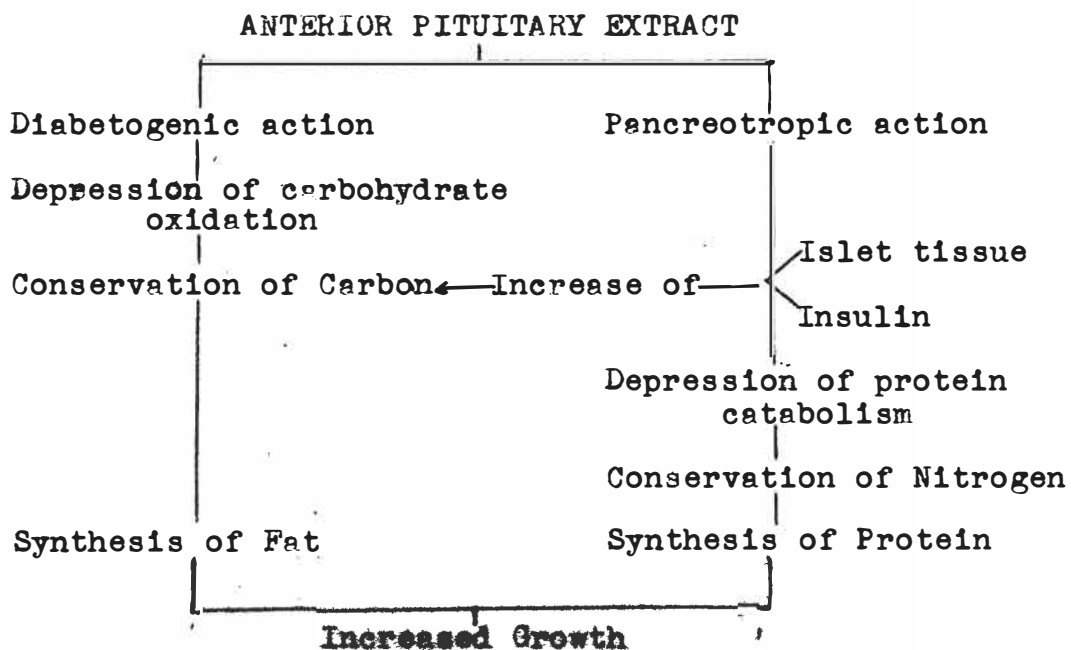 ANTERIOR PITUITARY EXTRACT
Diabetogenic action
Pancreotropic action
Depression of carbohydrate
oxidation
Islet tissue
Conservation of Carbon
Increase of
Insulin
Depression of protein
catabolism
Conservation of Nitrogen
Synthesis of Fat
Synthesis of Protein
Increased Growth